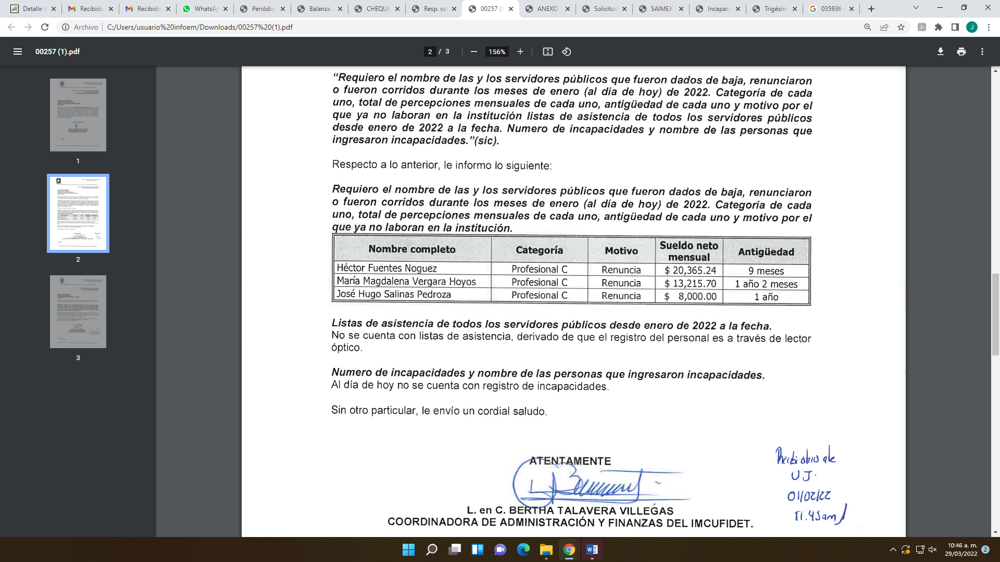 Detalle d
Recibido
Recibido
WhatsAp
Periódico
Balanza
CHEQUE
Resp. sa
00257 (1
ANEXO
Solicitud
SAIMEX
Incapaci
Trigésim
035936
Archivo C:/Users/usuario%20infoem/Downloads/00257%20(1).pdf
J
00257 (1).pdf
2 / 3
156%
1
2
3
“Requiero el nombre de las y los servidores públicos que fueron dados de baja, renunciaron
o fueron corridos durante los meses de enero (al día de hoy) de 2022. Categoría de cada
uno, total de percepciones mensuales de cada uno, antigüedad de cada uno y motivo por el
que ya no laboran en la institución listas de asistencia de todos los servidores públicos
desde enero de 2022 a la fecha. Numero de incapacidades y nombre de las personas que
ingresaron incapacidades.”(sic).
Respecto a lo anterior, le informo lo siguiente:
Requiero el nombre de las y los servidores públicos que fueron dados de baja, renunciaron
o fueron corridos durante los meses de enero (al día de hoy) de 2022. Categoría de cada
uno, total de percepciones mensuales de cada uno, antigüedad de cada uno y motivo por el
que ya no laboran en la institución.
Nombre completo Categoría Motivo Sueldo neto mensual Antigüedad
Héctor Fuentes Noguez Profesional C Renuncia $ 20,365.24 9 meses
María Magdalena Vergara Hoyos Profesional C Renuncia $ 13,215.70 1 año 2 meses
José Hugo Salinas Pedroza Profesional C Renuncia $ 8,000.00 1 año
Listas de asistencia de todos los servidores públicos desde enero de 2022 a la fecha.
No se cuenta con listas de asistencia, derivado de que el registro del personal es a través de lector
óptico.
Numero de incapacidades y nombre de las personas que ingresaron incapacidades.
Al día de hoy no se cuenta con registro de incapacidades.
Sin otro particular, le envío un cordial saludo.
ATENTAMENTE
L. en C. BERTHA TALAVERA VILLEGAS
COORDINADORA DE ADMINISTRACIÓN Y FINANZAS DEL IMCUFIDET.
U J.
01/02/22
11:45am
10:46 a. m.
29/03/2022
2